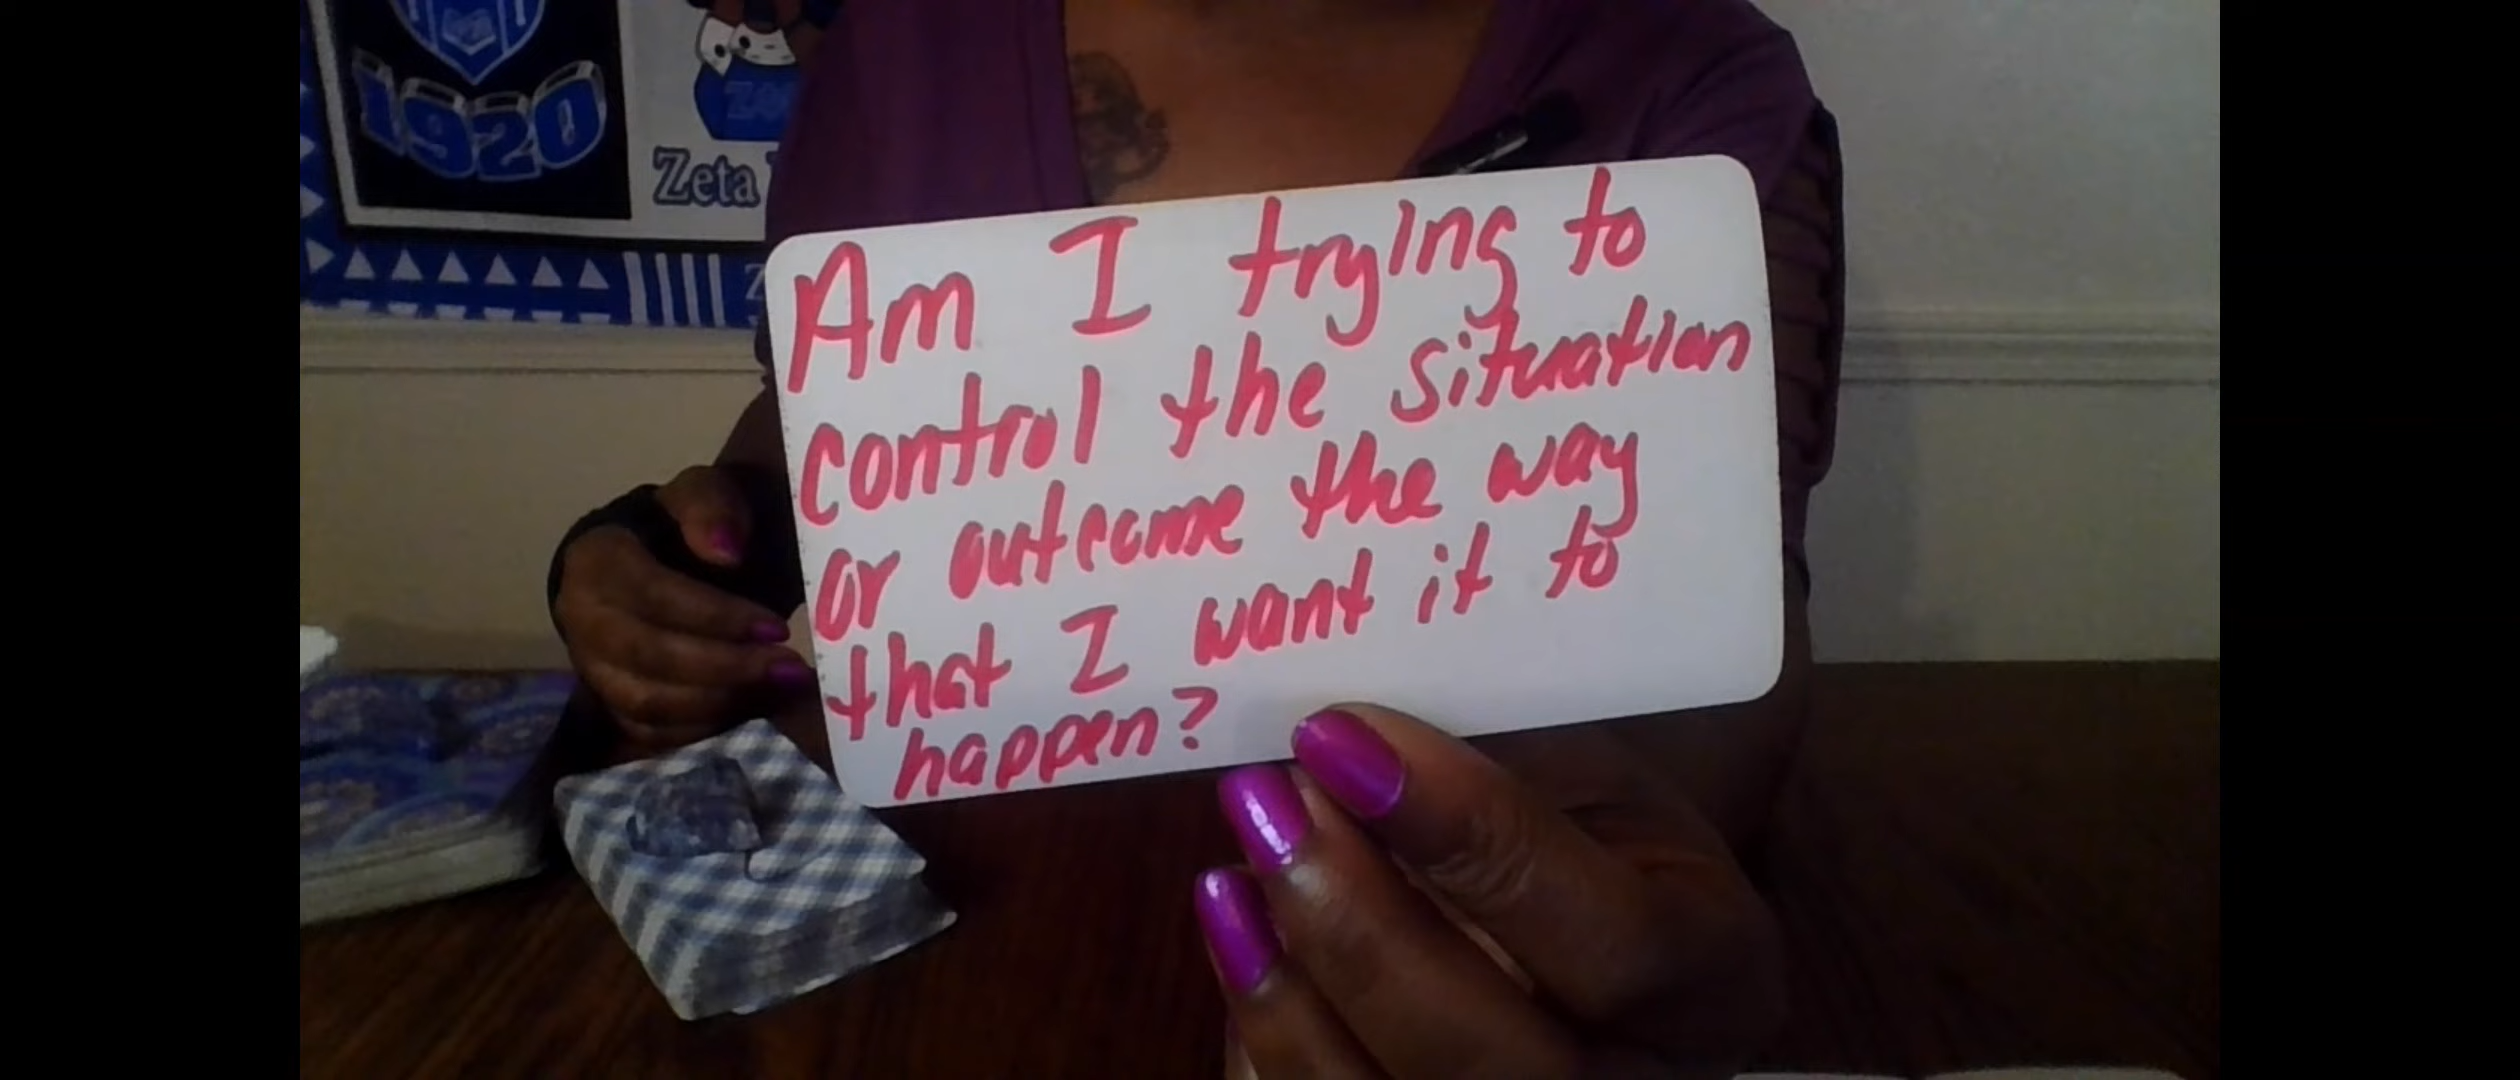 1920
Zeta
Am I trying to
control the situation
or outcome the way
that I want it to
happen?